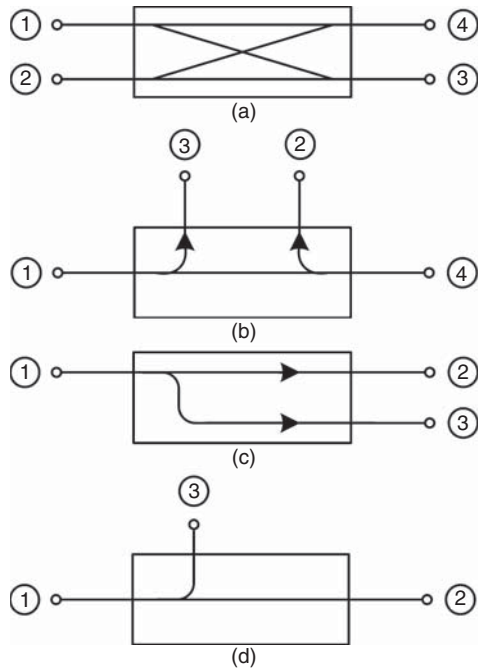 ① ④
② ③
(a)
③ ②
① ④
(b)
① ②
③
(c)
③
① ②
(d)